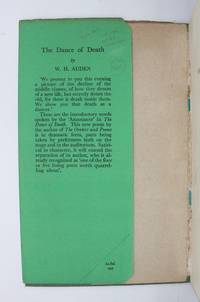 The Dance of Death
by
W. H. AUDEN
'We present to you this evening
a picture of the decline of the
middle classes, of how they dream
of a new life, but secretly desire the
old, for there is death inside them.
We show you that death as a
dancer.'
These are the introductory words
spoken by the 'Announcer' in The
Dance of Death. This new poem by
the author of The Orators and Poems
is in dramatic form, parts being
taken by performers both on the
stage and in the auditorium. Satiri-
cal in character, it will extend the
reputation of its author, who is al-
ready recognized as 'one of the four
or five living poets worth quarrel-
ling about'.
net